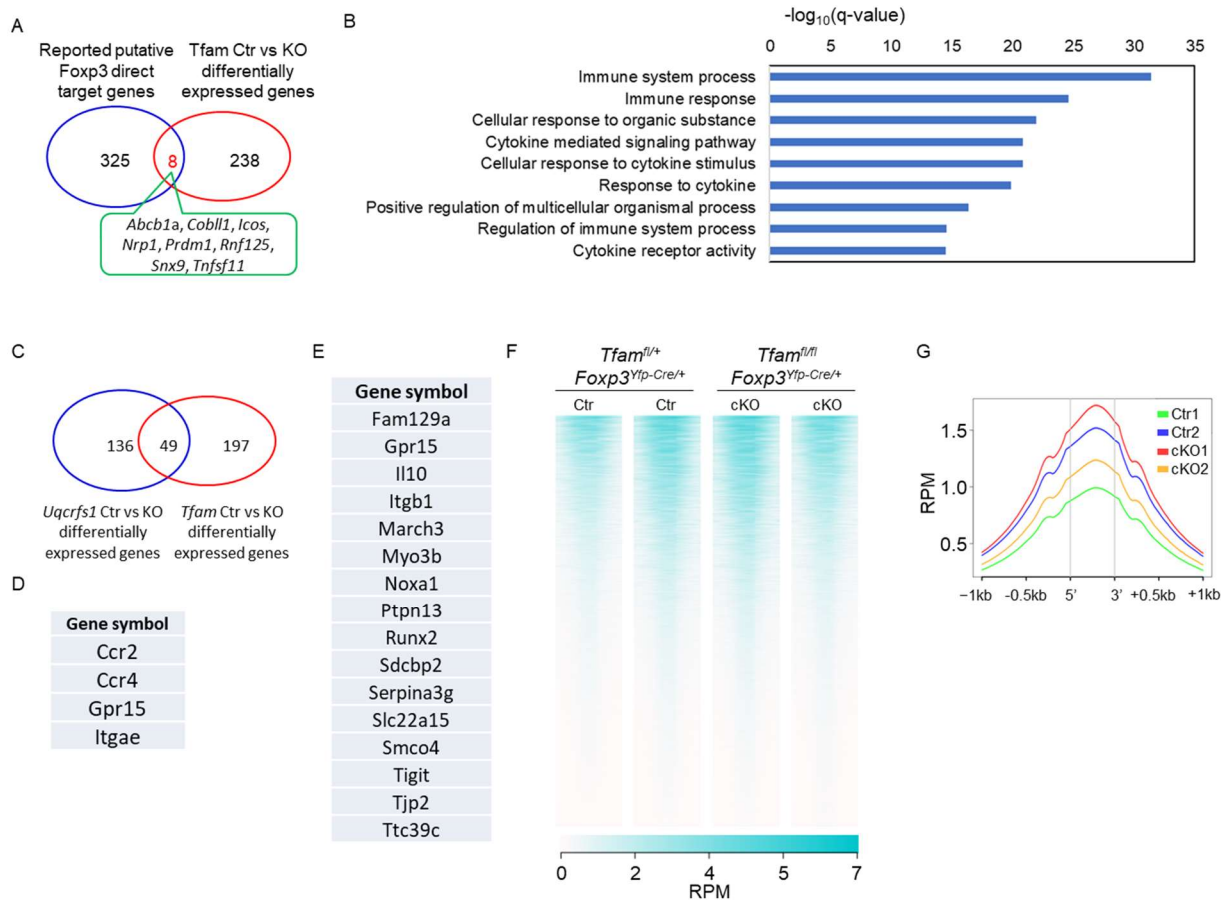 A
Reported putative
Foxp3 direct
target genes
Tfam Ctr vs KO
differentially
expressed genes
325
8
238
Abcb1a, Cobll1, Icos,
Nrp1, Prdm1, Rnf125,
Snx9, Tnfsf11
B
-log10(q-value)
0 5 10 15 20 25 30 35
Immune system process
Immune response
Cellular response to organic substance
Cytokine mediated signaling pathway
Cellular response to cytokine stimulus
Response to cytokine
Positive regulation of multicellular organismal process
Regulation of immune system process
Cytokine receptor activity
C
136 49 197
Uqcrfs1 Ctr vs KO
differentially
expressed genes
Tfam Ctr vs KO
differentially
expressed genes
D
Gene symbol
Ccr2
Ccr4
Gpr15
Itgae
E
Gene symbol
Fam129a
Gpr15
Il10
Itgb1
March3
Myo3b
Noxa1
Ptpn13
Runx2
Sdcbp2
Serpina3g
Slc22a15
Smco4
Tigit
Tjp2
Ttc39c
F
Tfamfl/+
Foxp3Yfp-Cre/+
Tfamfl/fl
Foxp3Yfp-Cre/+
Ctr Ctr cKO cKO
0 2 4 5 7
RPM
G
Ctr1
Ctr2
cKO1
cKO2
1.5
1.0
0.5
RPM
−1kb -0.5kb 5’ 3’ +0.5kb +1kb